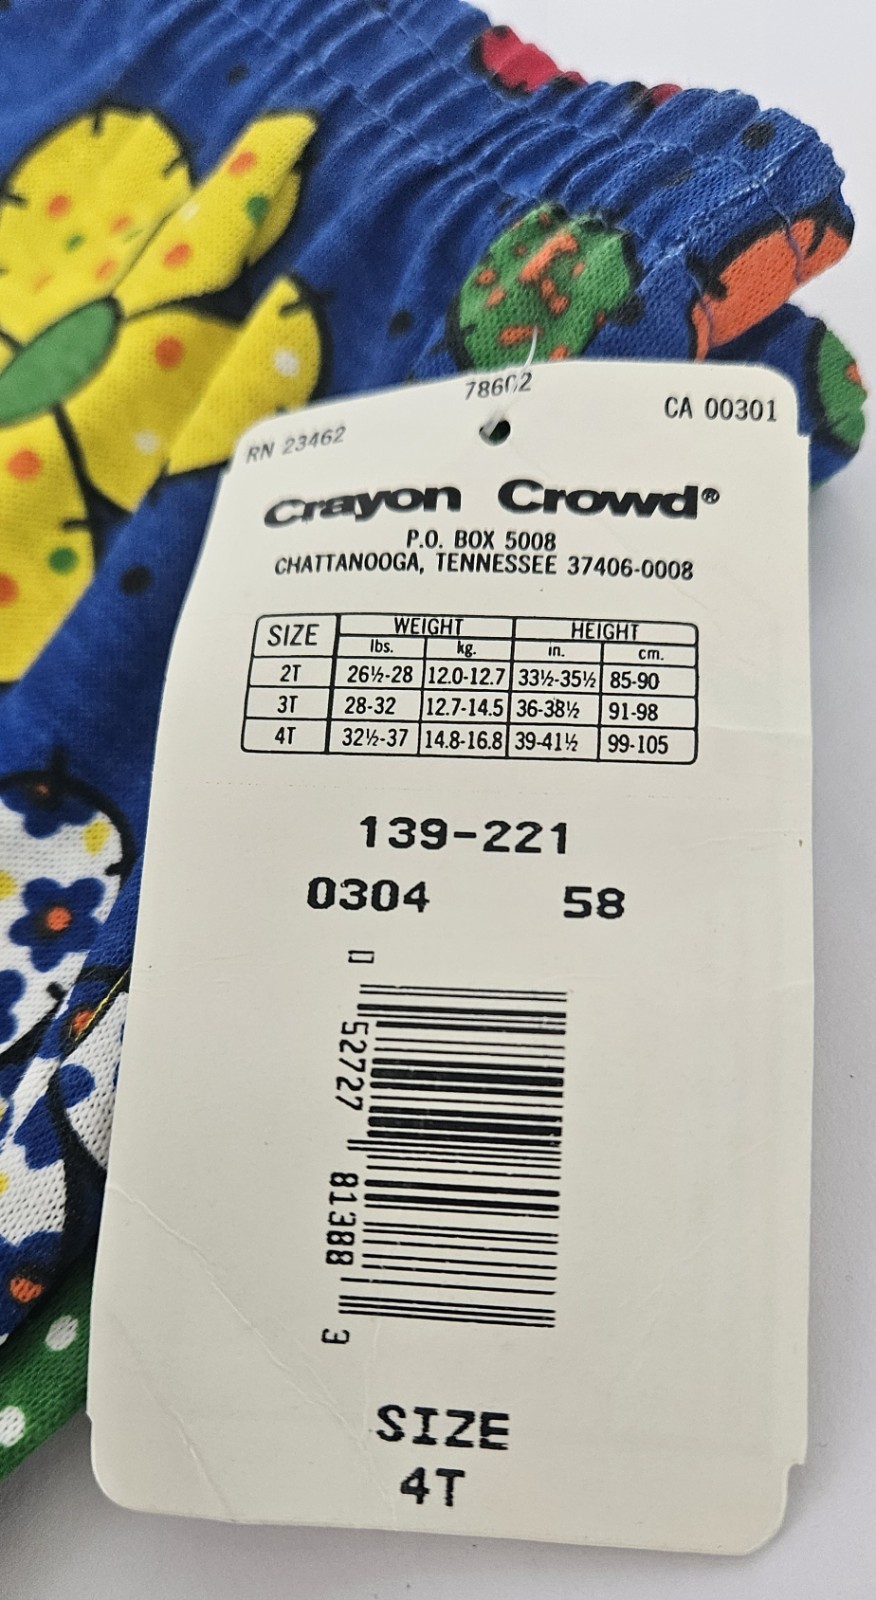 78602
RN 23462
CA 00301
Crayon Crowd®
P.O. BOX 5008
CHATTANOOGA, TENNESSEE 37406-0008
SIZE WEIGHT HEIGHT
lbs. kg. in. cm.
2T 26½-28 12.0-12.7 33½-35½ 85-90
3T 28-32 12.7-14.5 36-38½ 91-98
4T 32½-37 14.8-16.8 39-41½ 99-105
139-221
0304 58
0 52727 81388 3
SIZE
4T